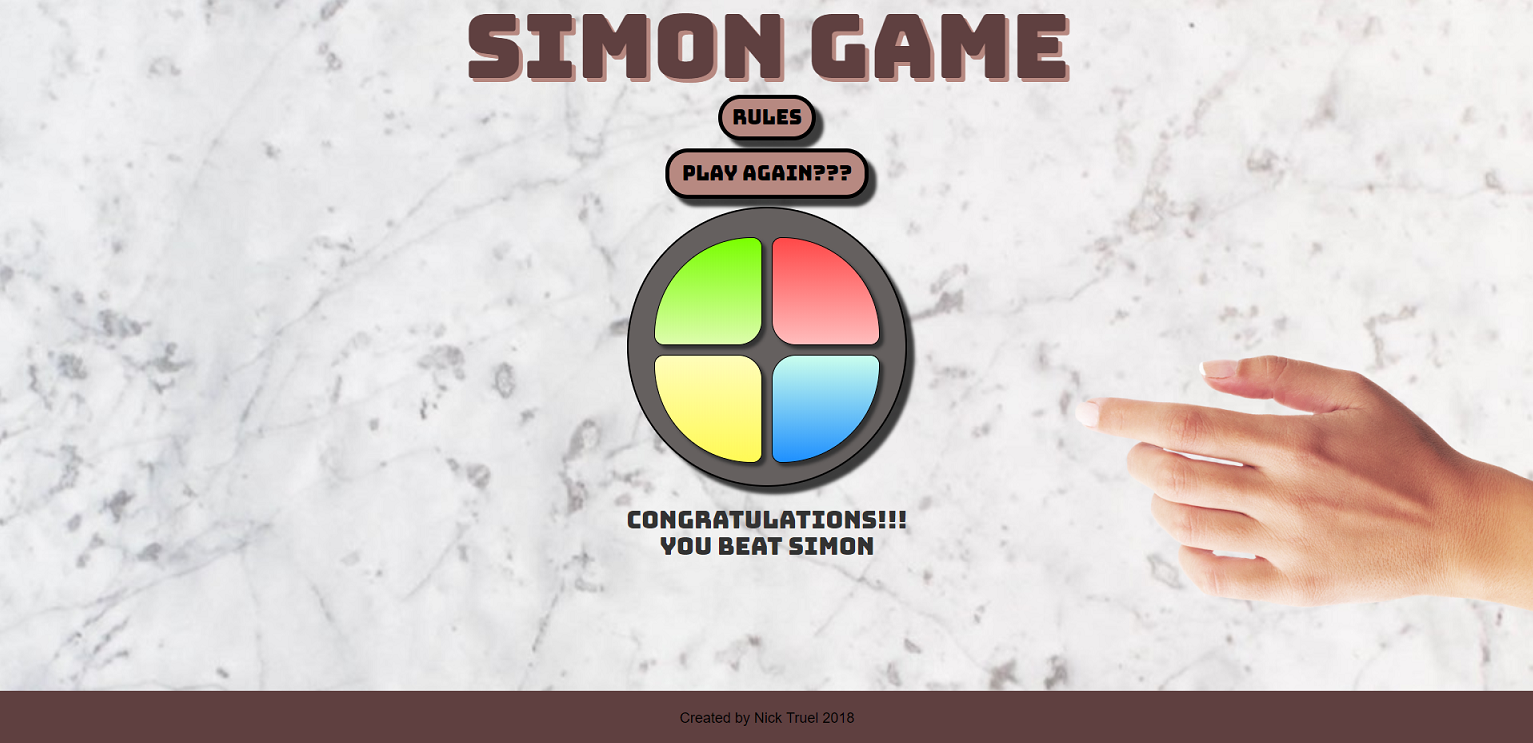 SIMON GAME
RULES
PLAY AGAIN???
CONGRATULATIONS!!!
YOU BEAT SIMON
Created by Nick Truel 2018